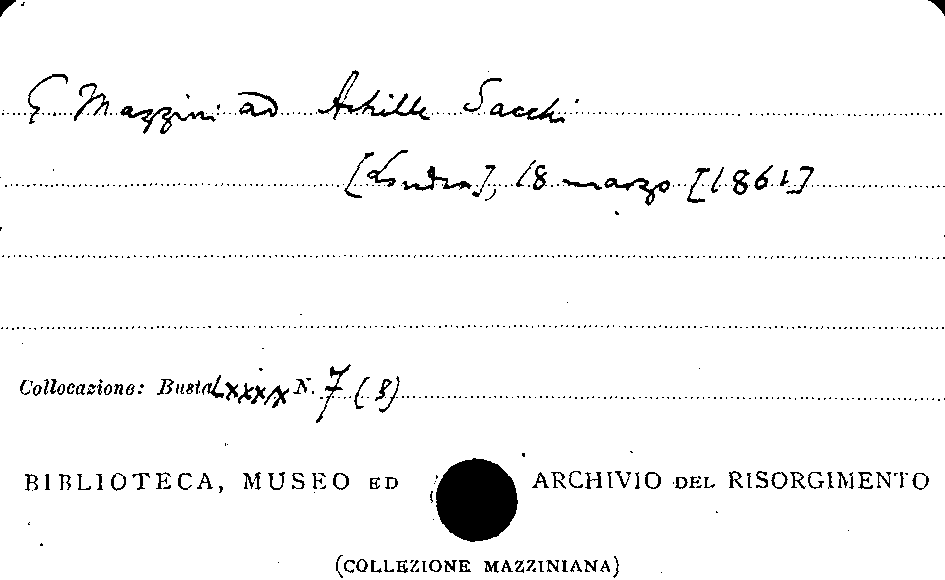 G. Mazzini ad Achille Sacchi
[Londra], 18 marzo [1861]
Collocazione: Busta LXXXIX N. 7 (8)
BIBLIOTECA, MUSEO ED ARCHIVIO DEL RISORGIMENTO
(COLLEZIONE MAZZINIANA)